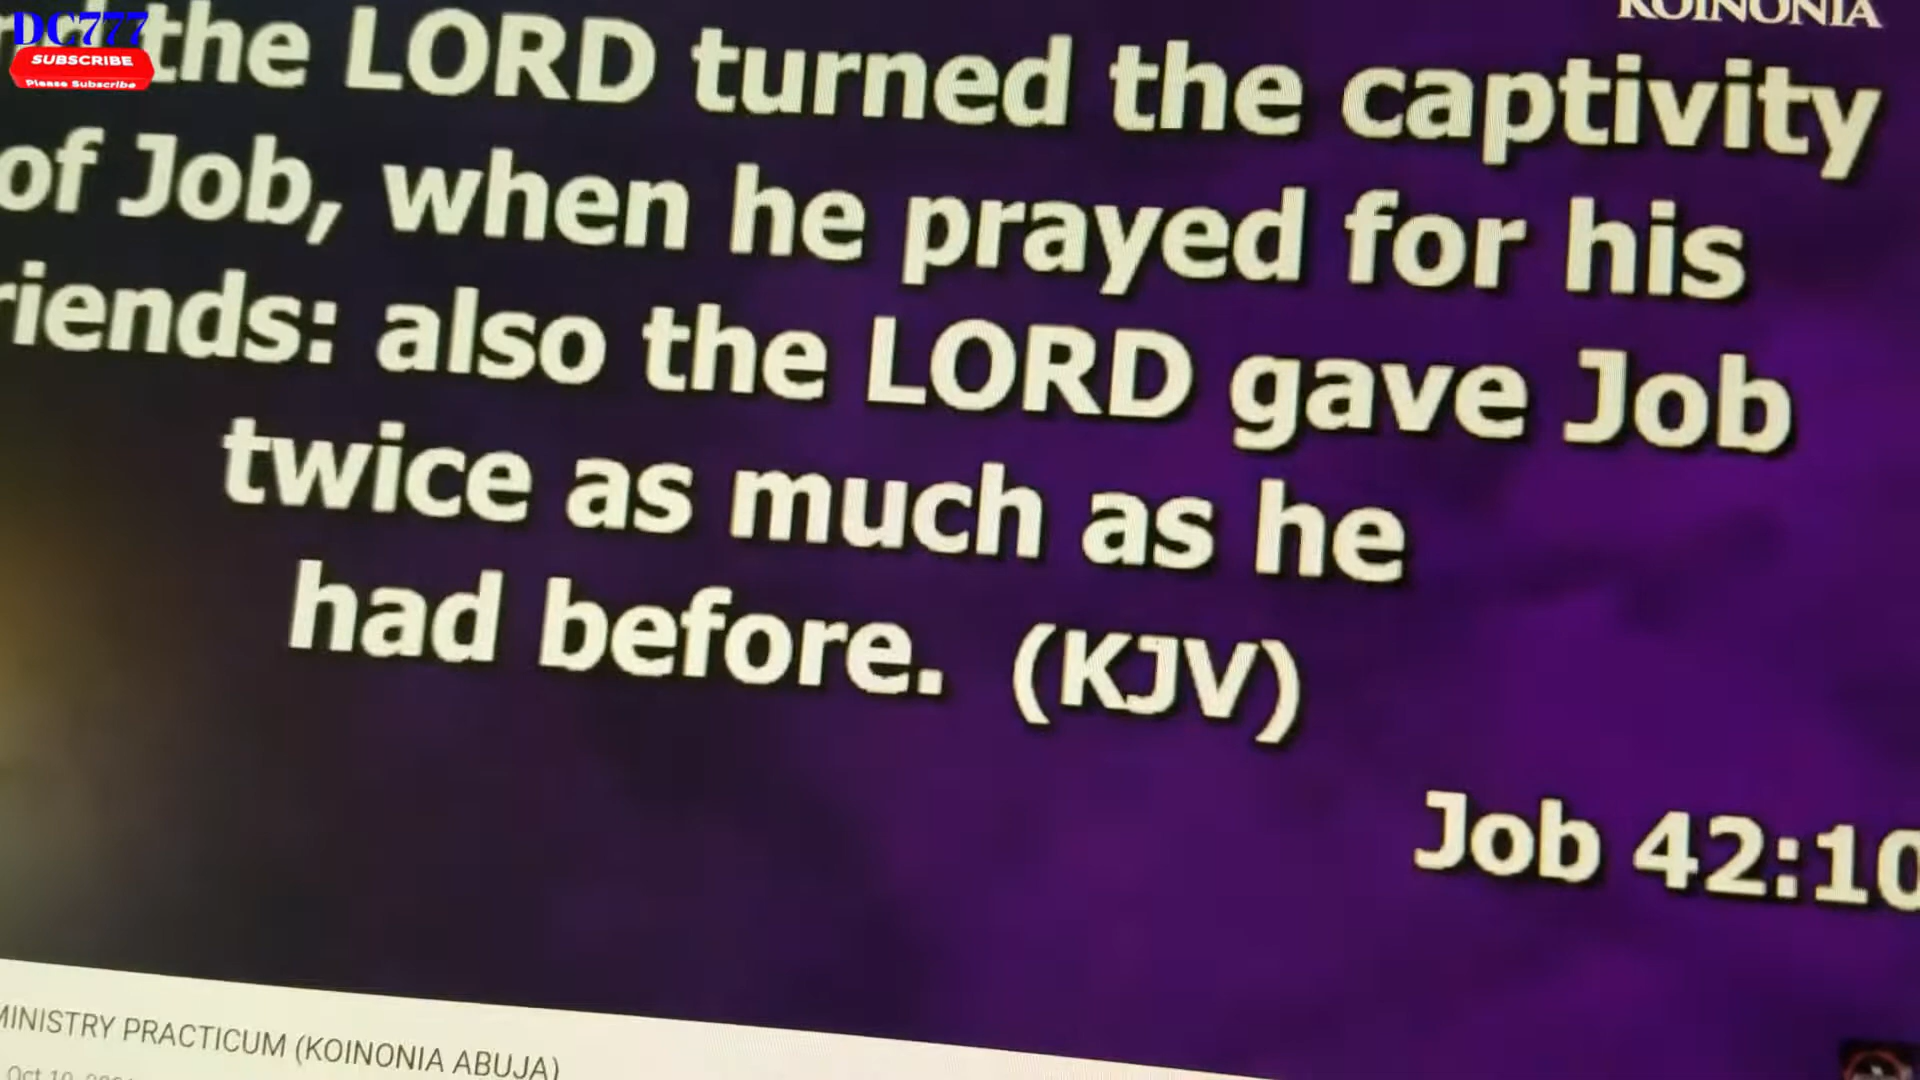 DC777
SUBSCRIBE
Please Subscribe
KOINONIA
the LORD turned the captivity
of Job, when he prayed for his
riends: also the LORD gave Job
twice as much as he
had before. (KJV)
Job 42:10
MINISTRY PRACTICUM (KOINONIA ABUJA)
Oct 10,